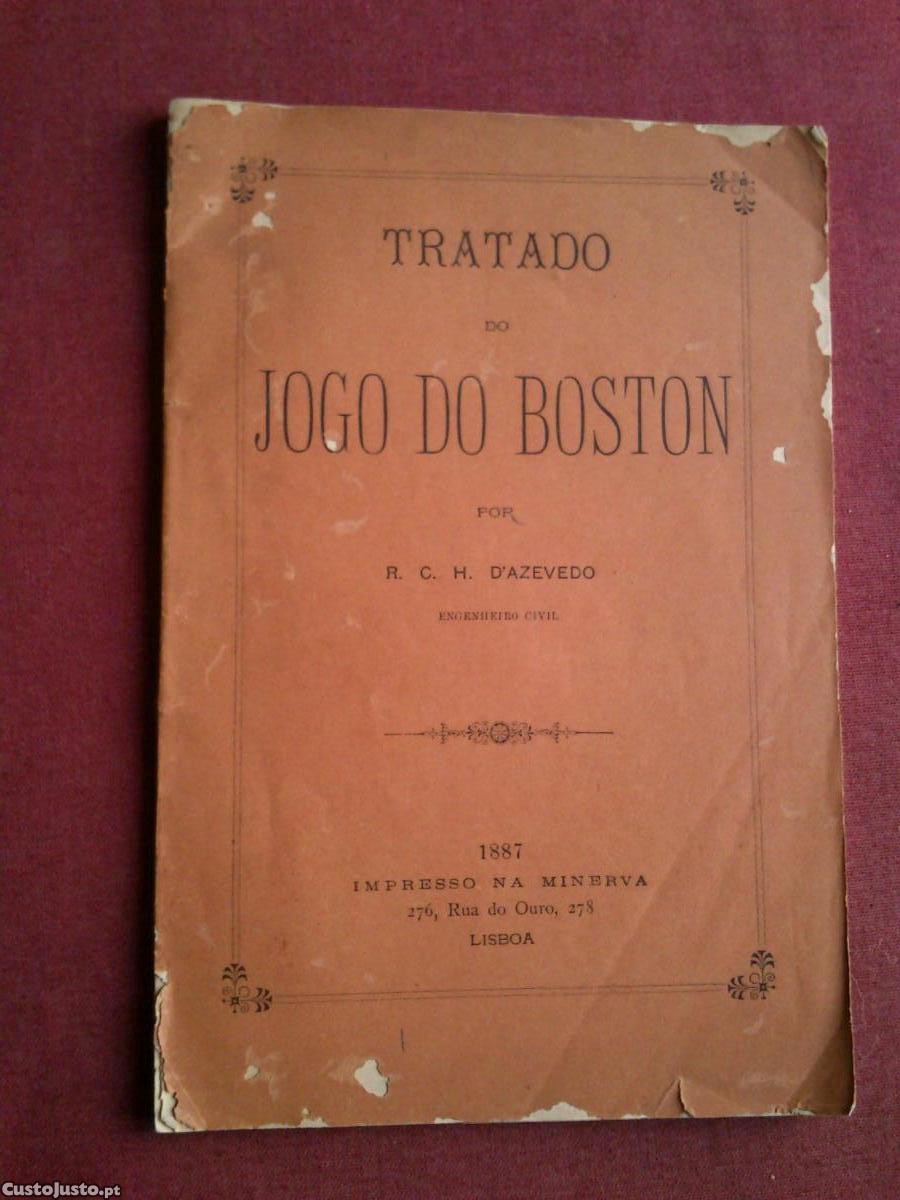 TRATADO
DO
JOGO DO BOSTON
POR
R. C. H. D'AZEVEDO
ENGENHEIRO CIVIL
1887
IMPRESSO NA MINERVA
276, Rua do Ouro, 278
LISBOA
CustoJusto.pt